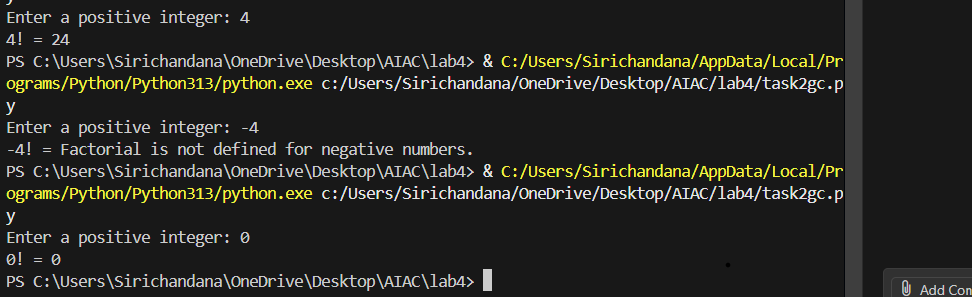 y
Enter a positive integer: 4
4! = 24
PS C:\Users\Sirichandana\OneDrive\Desktop\AIAC\lab4> & C:/Users/Sirichandana/AppData/Local/Pr
ograms/Python/Python313/python.exe c:/Users/Sirichandana/OneDrive/Desktop/AIAC/lab4/task2gc.p
y
Enter a positive integer: -4
-4! = Factorial is not defined for negative numbers.
PS C:\Users\Sirichandana\OneDrive\Desktop\AIAC\lab4> & C:/Users/Sirichandana/AppData/Local/Pr
ograms/Python/Python313/python.exe c:/Users/Sirichandana/OneDrive/Desktop/AIAC/lab4/task2gc.p
y
Enter a positive integer: 0
0! = 0
PS C:\Users\Sirichandana\OneDrive\Desktop\AIAC\lab4>
Add Con